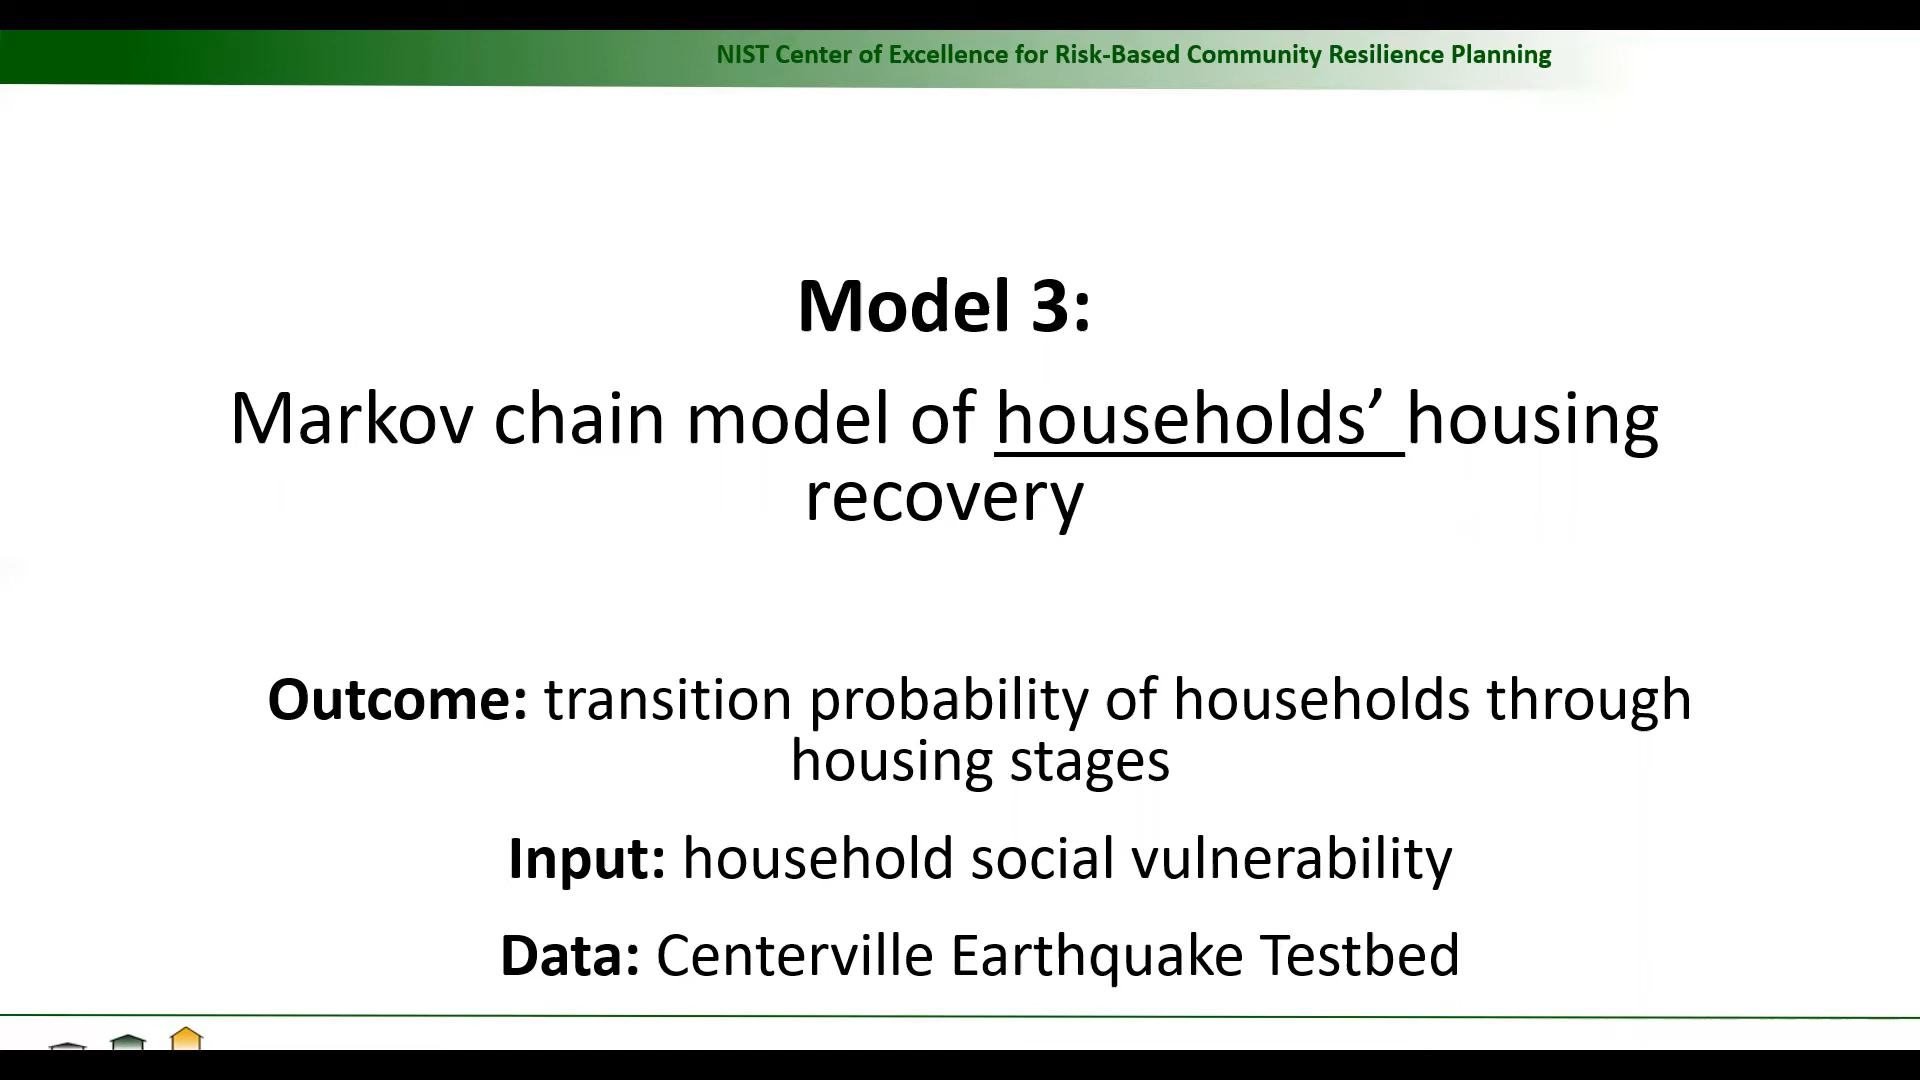 NIST Center of Excellence for Risk-Based Community Resilience Planning
Model 3:
Markov chain model of households’ housing
recovery
Outcome: transition probability of households through
housing stages
Input: household social vulnerability
Data: Centerville Earthquake Testbed